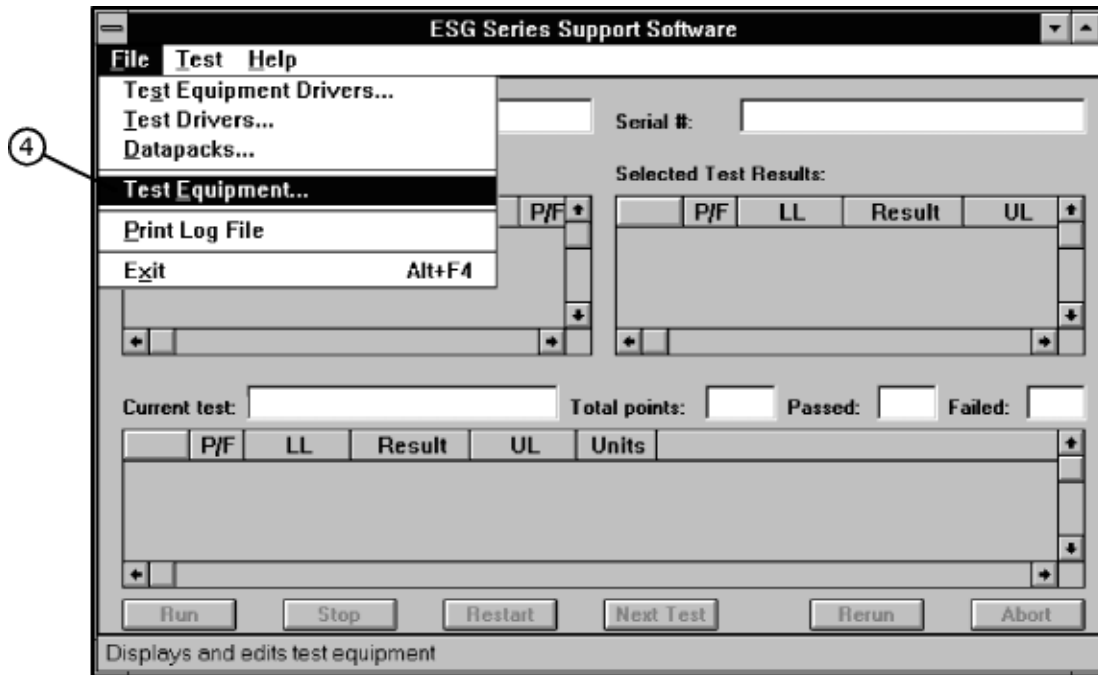 ESG Series Support Software
File Test Help
Test Equipment Drivers...
Test Drivers...
Datapacks...
4
Test Equipment...
Print Log File
Exit Alt+F4
Serial #:
Selected Test Results:
P/F
P/F LL Result UL
Current test: Total points: Passed: Failed:
P/F LL Result UL Units
Run Stop Restart Next Test Rerun Abort
Displays and edits test equipment